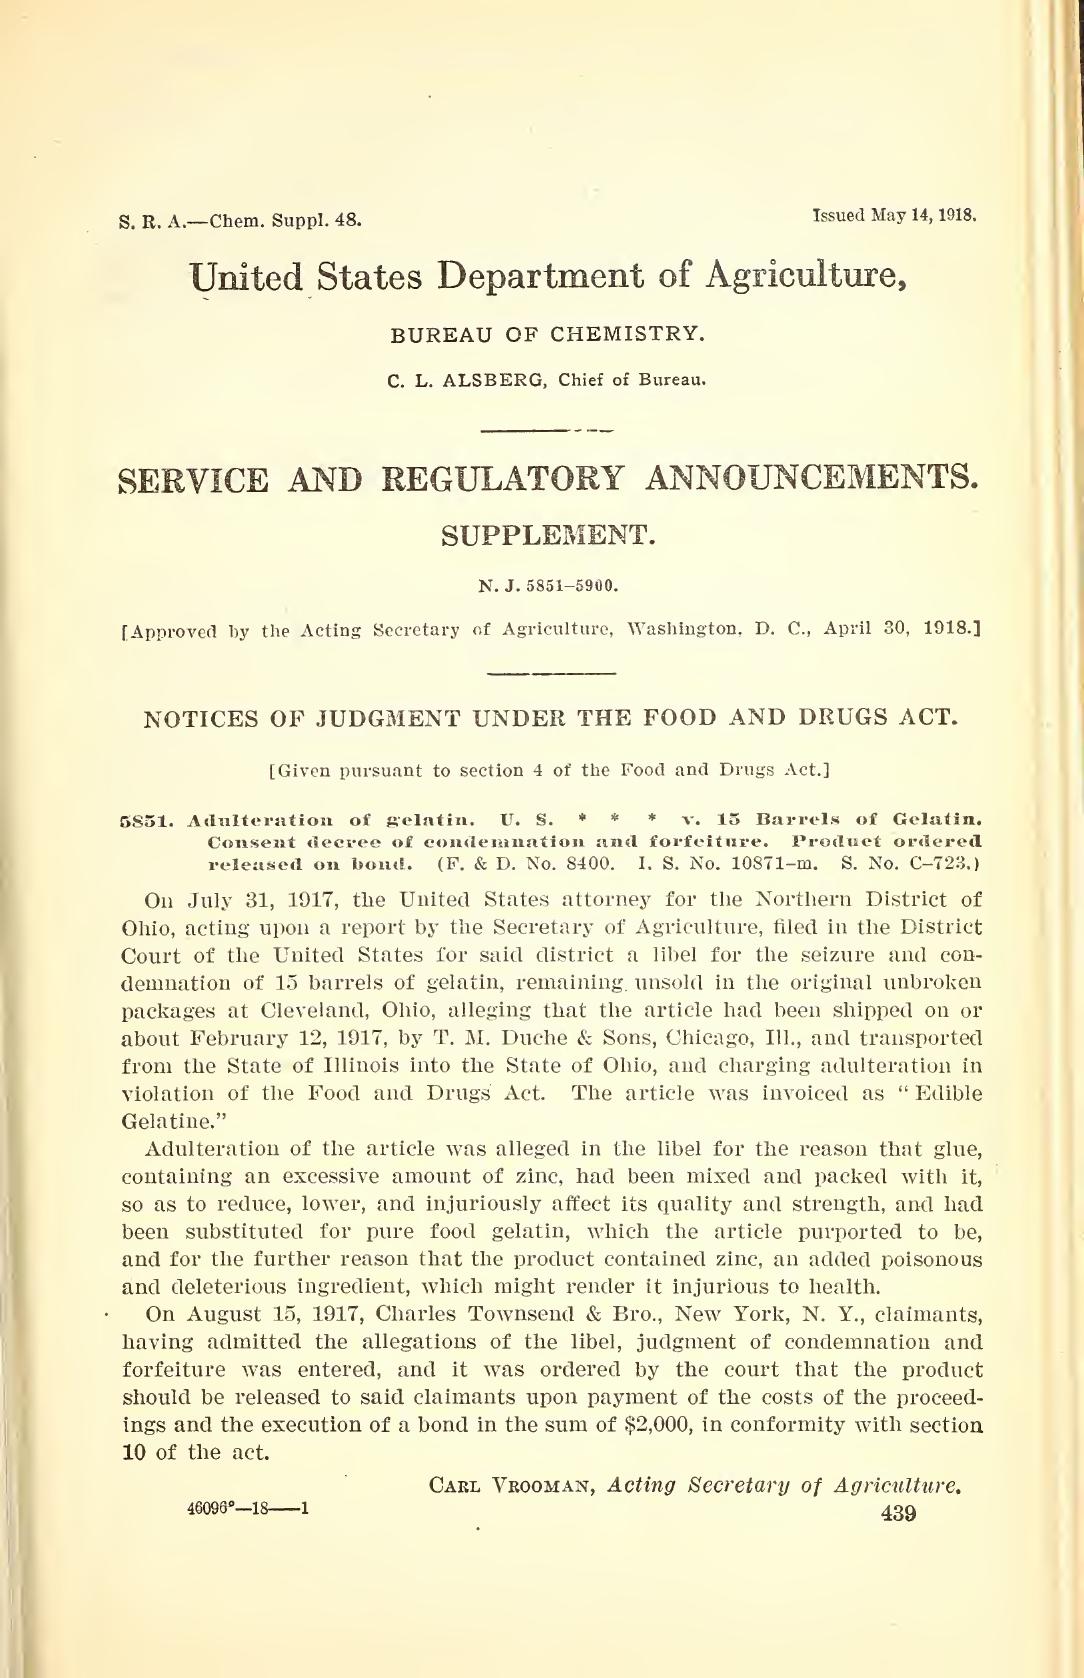 S. R. A.—Chem. Suppl. 48.
Issued May 14, 1918.
United States Department of Agriculture,
BUREAU OF CHEMISTRY.
C. L. ALSBERG, Chief of Bureau.
SERVICE AND REGULATORY ANNOUNCEMENTS.
SUPPLEMENT.
N. J. 5851–5900.
[Approved by the Acting Secretary of Agriculture, Washington, D. C., April 30, 1918.]
NOTICES OF JUDGMENT UNDER THE FOOD AND DRUGS ACT.
[Given pursuant to section 4 of the Food and Drugs Act.]
5851. Adulteration of gelatin. U. S. * * * v. 15 Barrels of Gelatin.
Consent decree of condemnation and forfeiture. Product ordered
released on bond. (F. & D. No. 8400. I. S. No. 10871–m. S. No. C–723.)
On July 31, 1917, the United States attorney for the Northern District of
Ohio, acting upon a report by the Secretary of Agriculture, filed in the District
Court of the United States for said district a libel for the seizure and con-
demnation of 15 barrels of gelatin, remaining unsold in the original unbroken
packages at Cleveland, Ohio, alleging that the article had been shipped on or
about February 12, 1917, by T. M. Duche & Sons, Chicago, Ill., and transported
from the State of Illinois into the State of Ohio, and charging adulteration in
violation of the Food and Drugs Act. The article was invoiced as “ Edible
Gelatine.”
Adulteration of the article was alleged in the libel for the reason that glue,
containing an excessive amount of zinc, had been mixed and packed with it,
so as to reduce, lower, and injuriously affect its quality and strength, and had
been substituted for pure food gelatin, which the article purported to be,
and for the further reason that the product contained zinc, an added poisonous
and deleterious ingredient, which might render it injurious to health.
On August 15, 1917, Charles Townsend & Bro., New York, N. Y., claimants,
having admitted the allegations of the libel, judgment of condemnation and
forfeiture was entered, and it was ordered by the court that the product
should be released to said claimants upon payment of the costs of the proceed-
ings and the execution of a bond in the sum of $2,000, in conformity with section
10 of the act.
CARL VROOMAN, Acting Secretary of Agriculture.
46096°—18——1
439